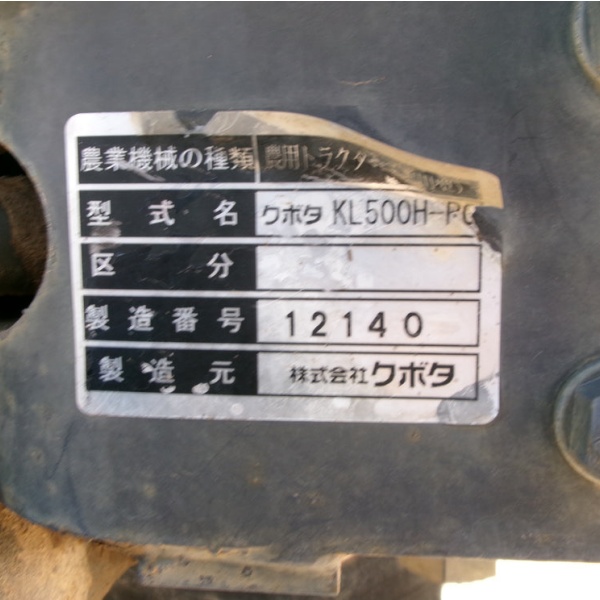 農業機械の種類 農用トラクター
型式名 クボタ KL500H-PC
区分
製造番号 12140
製造元 株式会社クボタ